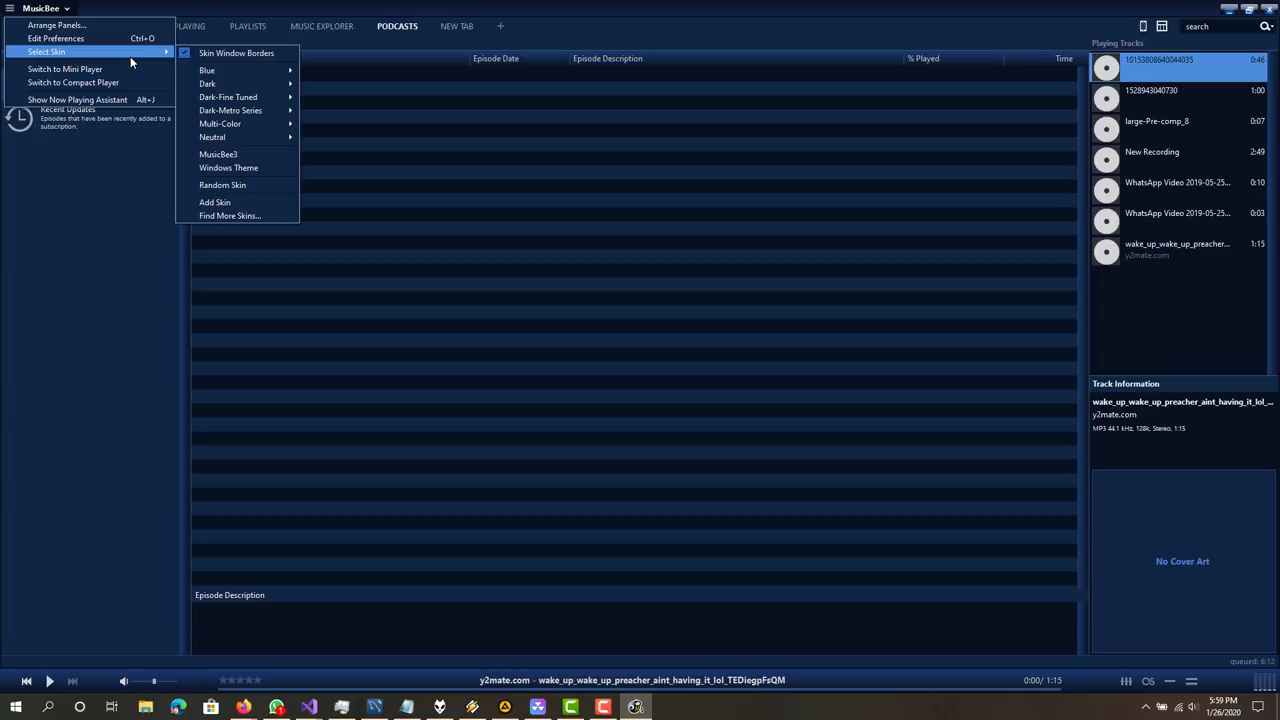 MusicBee
PLAYING PLAYLISTS MUSIC EXPLORER PODCASTS NEW TAB +
search
Arrange Panels...
Edit Preferences Ctrl+O
Select Skin
Switch to Mini Player
Switch to Compact Player
Show Now Playing Assistant Alt+J
Recent Updates
Episodes that have been recently added to a
subscription.
Skin Window Borders
Blue
Dark
Dark-Fine Tuned
Dark-Metro Series
Multi-Color
Neutral
MusicBee3
Windows Theme
Random Skin
Add Skin
Find More Skins...
Episode Date Episode Description % Played Time
Episode Description
Playing Tracks
10153808640044035 0:46
1528943040730 1:00
large-Pre-comp_8 0:07
New Recording 2:49
WhatsApp Video 2019-05-25... 0:10
WhatsApp Video 2019-05-25... 0:03
wake_up_wake_up_preacher... 1:15
y2mate.com
Track Information
wake_up_wake_up_preacher_aint_having_it_lol_...
y2mate.com
MP3 44.1 kHz, 128k, Stereo, 1:15
No Cover Art
queued: 6:12
y2mate.com - wake_up_wake_up_preacher_aint_having_it_lol_TEDiegpFsQM
0:00/ 1:15
5:59 PM
1/26/2020